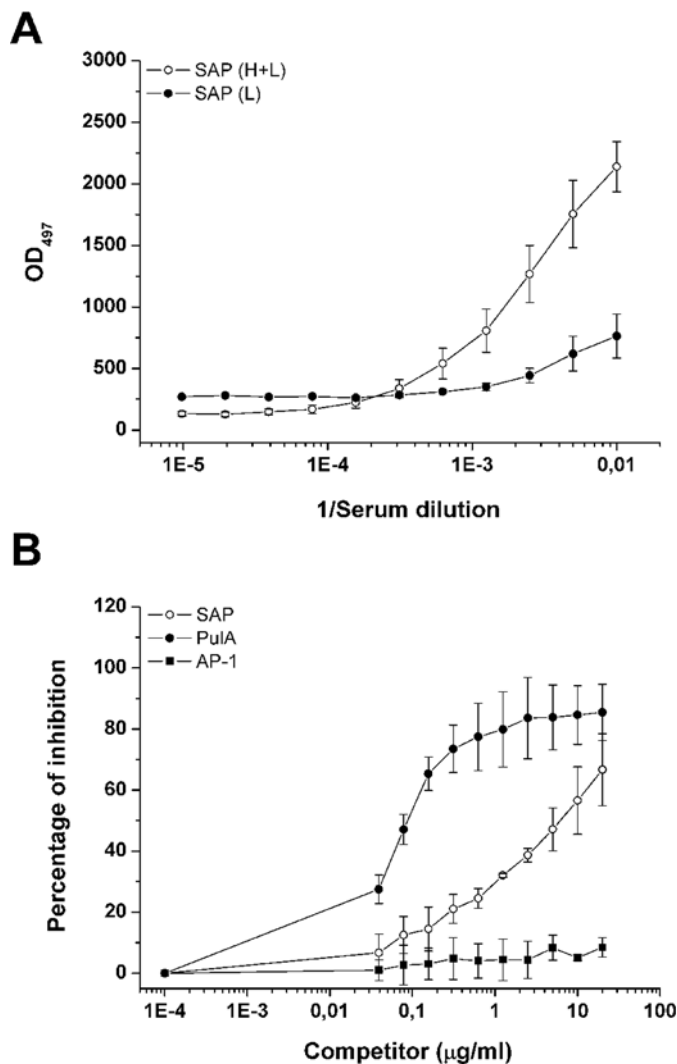 A
3000
2500
2000
1500
1000
500
0
OD497
SAP (H+L)
SAP (L)
1E-5 1E-4 1E-3 0,01
1/Serum dilution
B
120
100
80
60
40
20
0
Percentage of inhibition
SAP
PulA
AP-1
1E-4 0,01 0,1 1 10 100
Competitor (μg/ml)